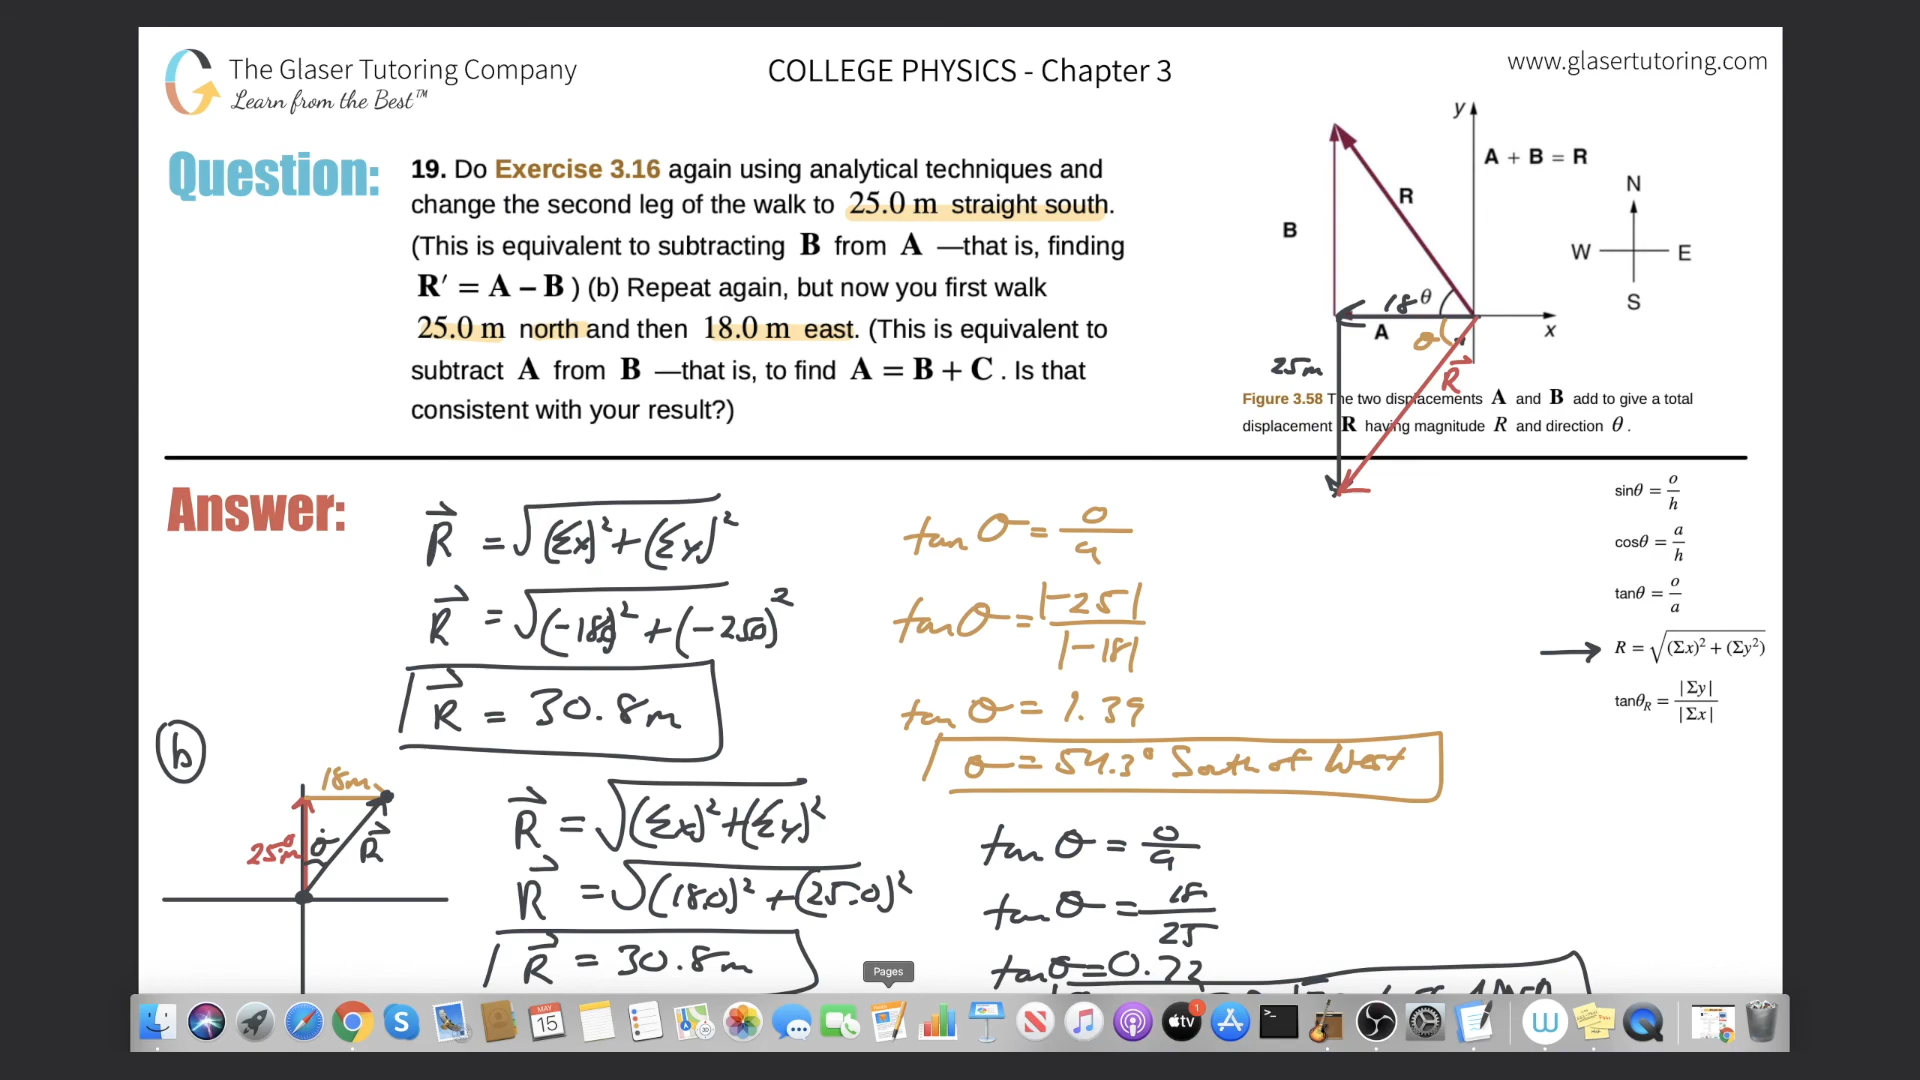 The Glaser Tutoring Company
Learn from the Best™
COLLEGE PHYSICS - Chapter 3
www.glasertutoring.com
Question:
19. Do Exercise 3.16 again using analytical techniques and
change the second leg of the walk to 25.0 m straight south.
(This is equivalent to subtracting B from A —that is, finding
R′ = A – B ) (b) Repeat again, but now you first walk
25.0 m north and then 18.0 m east. (This is equivalent to
subtract A from B —that is, to find A = B + C . Is that
consistent with your result?)
y
A + B = R
N
R
B
W E
S
18 θ
A
x
θ
25m
R
Figure 3.58 The two displacements A and B add to give a total
displacement R having magnitude R and direction θ .
Answer:
R = √(Σx)² + (Σy)²
R = √(-18.0)² + (-25.0)²
R = 30.8m
tan θ = o/a
tan θ = |-25|/|-18|
tan θ = 1.39
θ = 54.3° South of West
sinθ = o/h
cosθ = a/h
tanθ = o/a
R = √(Σx)² + (Σy²)
tanθR = |Σy|/|Σx|
b
18m
25m θ R
R = √(Σx)² + (Σy)²
R = √(18.0)² + (25.0)²
R = 30.8m
tan θ = o/a
tan θ = 18/25
tan θ = 0.72
Pages
MAY
15
tv
1